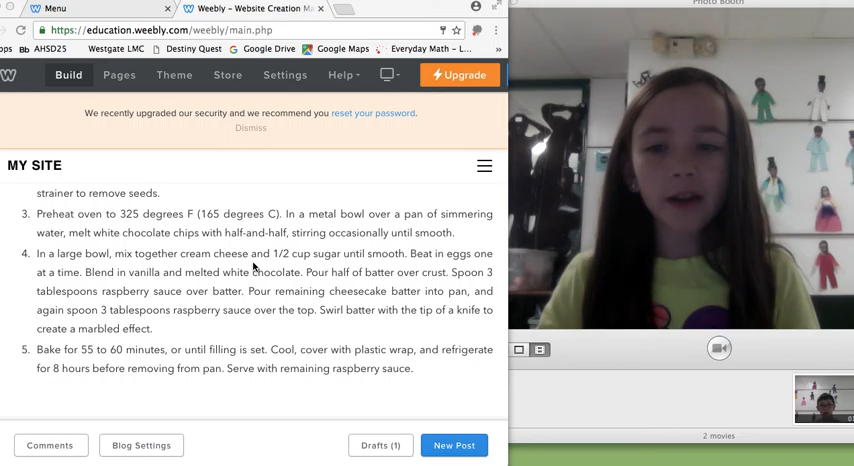 Photo Booth
Menu
Weebly – Website Creation M
https://education.weebly.com/weebly/main.php
pps Bb AHSD25 Westgate LMC Destiny Quest Google Drive Google Maps Everyday Math – L... »
Build Pages Theme Store Settings Help Upgrade
We recently upgraded our security and we recommend you reset your password.
Dismiss
MY SITE
strainer to remove seeds.
3. Preheat oven to 325 degrees F (165 degrees C). In a metal bowl over a pan of simmering
water, melt white chocolate chips with half-and-half, stirring occasionally until smooth.
4. In a large bowl, mix together cream cheese and 1/2 cup sugar until smooth. Beat in eggs one
at a time. Blend in vanilla and melted white chocolate. Pour half of batter over crust. Spoon 3
tablespoons raspberry sauce over batter. Pour remaining cheesecake batter into pan, and
again spoon 3 tablespoons raspberry sauce over the top. Swirl batter with the tip of a knife to
create a marbled effect.
5. Bake for 55 to 60 minutes, or until filling is set. Cool, cover with plastic wrap, and refrigerate
for 8 hours before removing from pan. Serve with remaining raspberry sauce.
Comments Blog Settings Drafts (1) New Post
2 movies